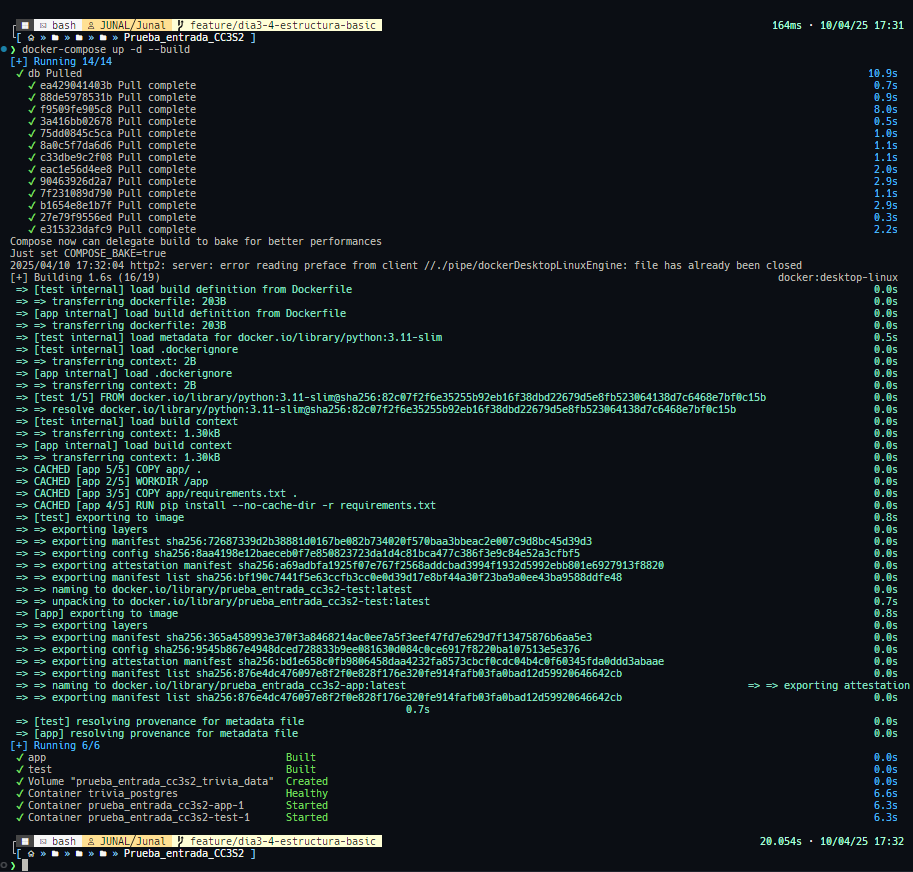 bash JUNAL/Junal feature/dia3-4-estructura-basic 164ms · 10/04/25 17:31
[ » » » » Prueba_entrada_CC3S2 ]
❯ docker-compose up -d --build
[+] Running 14/14
✓ db Pulled 10.9s
✓ ea429041403b Pull complete 0.7s
✓ 88de5978531b Pull complete 0.9s
✓ f9509fe905c8 Pull complete 8.0s
✓ 3a416bb02678 Pull complete 0.5s
✓ 75dd0845c5ca Pull complete 1.0s
✓ 8a0c5f7da6d6 Pull complete 1.1s
✓ c33dbe9c2f08 Pull complete 1.1s
✓ eac1e56d4ee8 Pull complete 2.0s
✓ 90463926d2a7 Pull complete 2.9s
✓ 7f231089d790 Pull complete 1.1s
✓ b1654e8e1b7f Pull complete 2.9s
✓ 27e79f9556ed Pull complete 0.3s
✓ e315323dafc9 Pull complete 2.2s
Compose now can delegate build to bake for better performances
Just set COMPOSE_BAKE=true
2025/04/10 17:32:04 http2: server: error reading preface from client //./pipe/dockerDesktopLinuxEngine: file has already been closed
[+] Building 1.6s (16/19) docker:desktop-linux
=> [test internal] load build definition from Dockerfile 0.0s
=> => transferring dockerfile: 203B 0.0s
=> [app internal] load build definition from Dockerfile 0.0s
=> => transferring dockerfile: 203B 0.0s
=> [test internal] load metadata for docker.io/library/python:3.11-slim 0.5s
=> [test internal] load .dockerignore 0.0s
=> => transferring context: 2B 0.0s
=> [app internal] load .dockerignore 0.0s
=> => transferring context: 2B 0.0s
=> [test 1/5] FROM docker.io/library/python:3.11-slim@sha256:82c07f2f6e35255b92eb16f38dbd22679d5e8fb523064138d7c6468e7bf0c15b 0.0s
=> => resolve docker.io/library/python:3.11-slim@sha256:82c07f2f6e35255b92eb16f38dbd22679d5e8fb523064138d7c6468e7bf0c15b 0.0s
=> [test internal] load build context 0.0s
=> => transferring context: 1.30kB 0.0s
=> [app internal] load build context 0.0s
=> => transferring context: 1.30kB 0.0s
=> CACHED [app 5/5] COPY app/ . 0.0s
=> CACHED [app 2/5] WORKDIR /app 0.0s
=> CACHED [app 3/5] COPY app/requirements.txt . 0.0s
=> CACHED [app 4/5] RUN pip install --no-cache-dir -r requirements.txt 0.0s
=> [test] exporting to image 0.8s
=> => exporting layers 0.0s
=> => exporting manifest sha256:72687339d2b38881d0167be082b734020f570baa3bbeac2e007c9d8bc45d39d3 0.0s
=> => exporting config sha256:8aa4198e12baeceb0f7e850823723da1d4c81bca477c386f3e9c84e52a3cfbf5 0.0s
=> => exporting attestation manifest sha256:a69adbfa1925f07e767f2568addcbad3994f1932d5992ebb801e6927913f8820 0.0s
=> => exporting manifest list sha256:bf190c7441f5e63ccfb3cc0e0d39d17e8bf44a30f23ba9a0ee43ba9588ddfe48 0.0s
=> => naming to docker.io/library/prueba_entrada_cc3s2-test:latest 0.0s
=> => unpacking to docker.io/library/prueba_entrada_cc3s2-test:latest 0.7s
=> [app] exporting to image 0.8s
=> => exporting layers 0.0s
=> => exporting manifest sha256:365a458993e370f3a8468214ac0ee7a5f3eef47fd7e629d7f13475876b6aa5e3 0.0s
=> => exporting config sha256:9545b867e4948dced728833b9ee081630d084c0ce6917f8220ba107513e5e376 0.0s
=> => exporting attestation manifest sha256:bd1e658c0fb9806458daa4232fa8573cbcf0cdc04b4c0f60345fda0ddd3abaae 0.0s
=> => exporting manifest list sha256:876e4dc476097e8f2f0e828f176e320fe914fafb03fa0bad12d59920646642cb 0.0s
=> => naming to docker.io/library/prueba_entrada_cc3s2-app:latest => => exporting attestation
=> => exporting manifest list sha256:876e4dc476097e8f2f0e828f176e320fe914fafb03fa0bad12d59920646642cb 0.0s
0.7s
=> [test] resolving provenance for metadata file 0.0s
=> [app] resolving provenance for metadata file 0.0s
[+] Running 6/6
✓ app Built 0.0s
✓ test Built 0.0s
✓ Volume "prueba_entrada_cc3s2_trivia_data" Created 0.0s
✓ Container trivia_postgres Healthy 6.6s
✓ Container prueba_entrada_cc3s2-app-1 Started 6.3s
✓ Container prueba_entrada_cc3s2-test-1 Started 6.3s
bash JUNAL/Junal feature/dia3-4-estructura-basic 20.054s · 10/04/25 17:32
[ » » » » Prueba_entrada_CC3S2 ]
❯